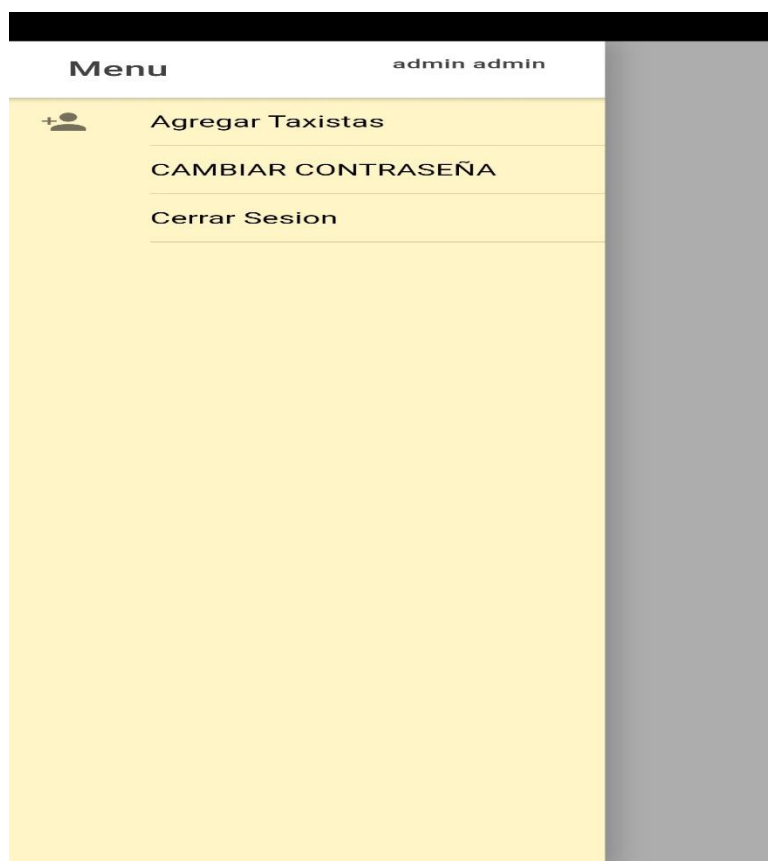 Menu admin admin
Agregar Taxistas
CAMBIAR CONTRASEÑA
Cerrar Sesion